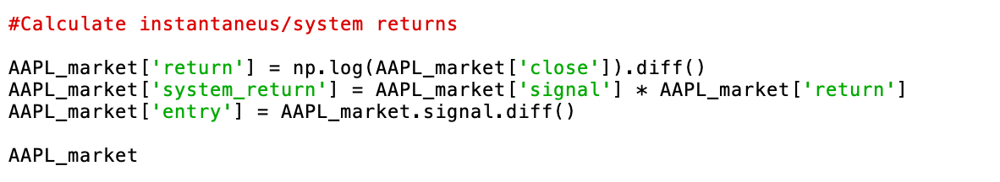 #Calculate instantaneus/system returns
AAPL_market['return'] = np.log(AAPL_market['close']).diff()
AAPL_market['system_return'] = AAPL_market['signal'] * AAPL_market['return']
AAPL_market['entry'] = AAPL_market.signal.diff()
AAPL_market